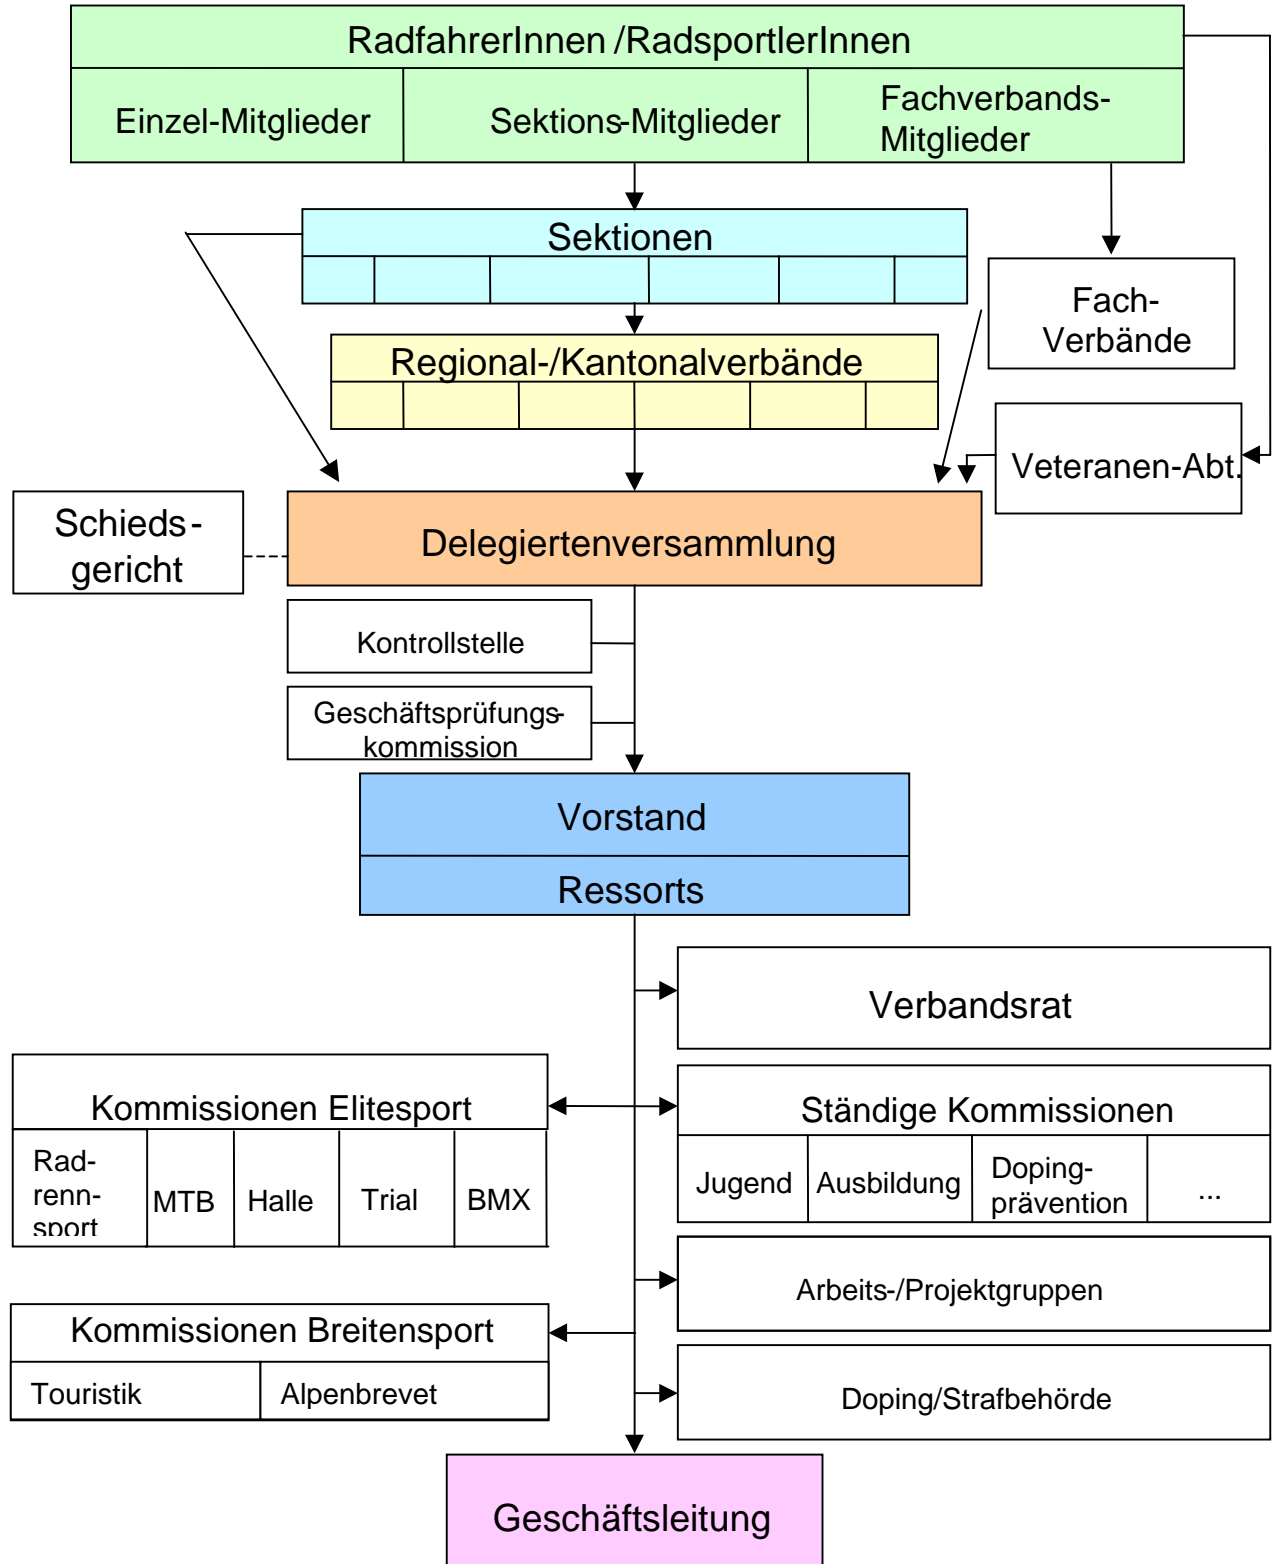 RadfahrerInnen /RadsportlerInnen
Einzel-Mitglieder
Sektions-Mitglieder
Fachverbands-
Mitglieder
Sektionen
Fach-
Verbände
Regional-/Kantonalverbände
Veteranen-Abt.
Schieds-
gericht
Delegiertenversammlung
Kontrollstelle
Geschäftsprüfungs-
kommission
Vorstand
Ressorts
Verbandsrat
Kommissionen Elitesport
Rad-
renn-
sport
MTB
Halle
Trial
BMX
Ständige Kommissionen
Jugend
Ausbildung
Doping-
prävention
...
Arbeits-/Projektgruppen
Kommissionen Breitensport
Touristik
Alpenbrevet
Doping/Strafbehörde
Geschäftsleitung